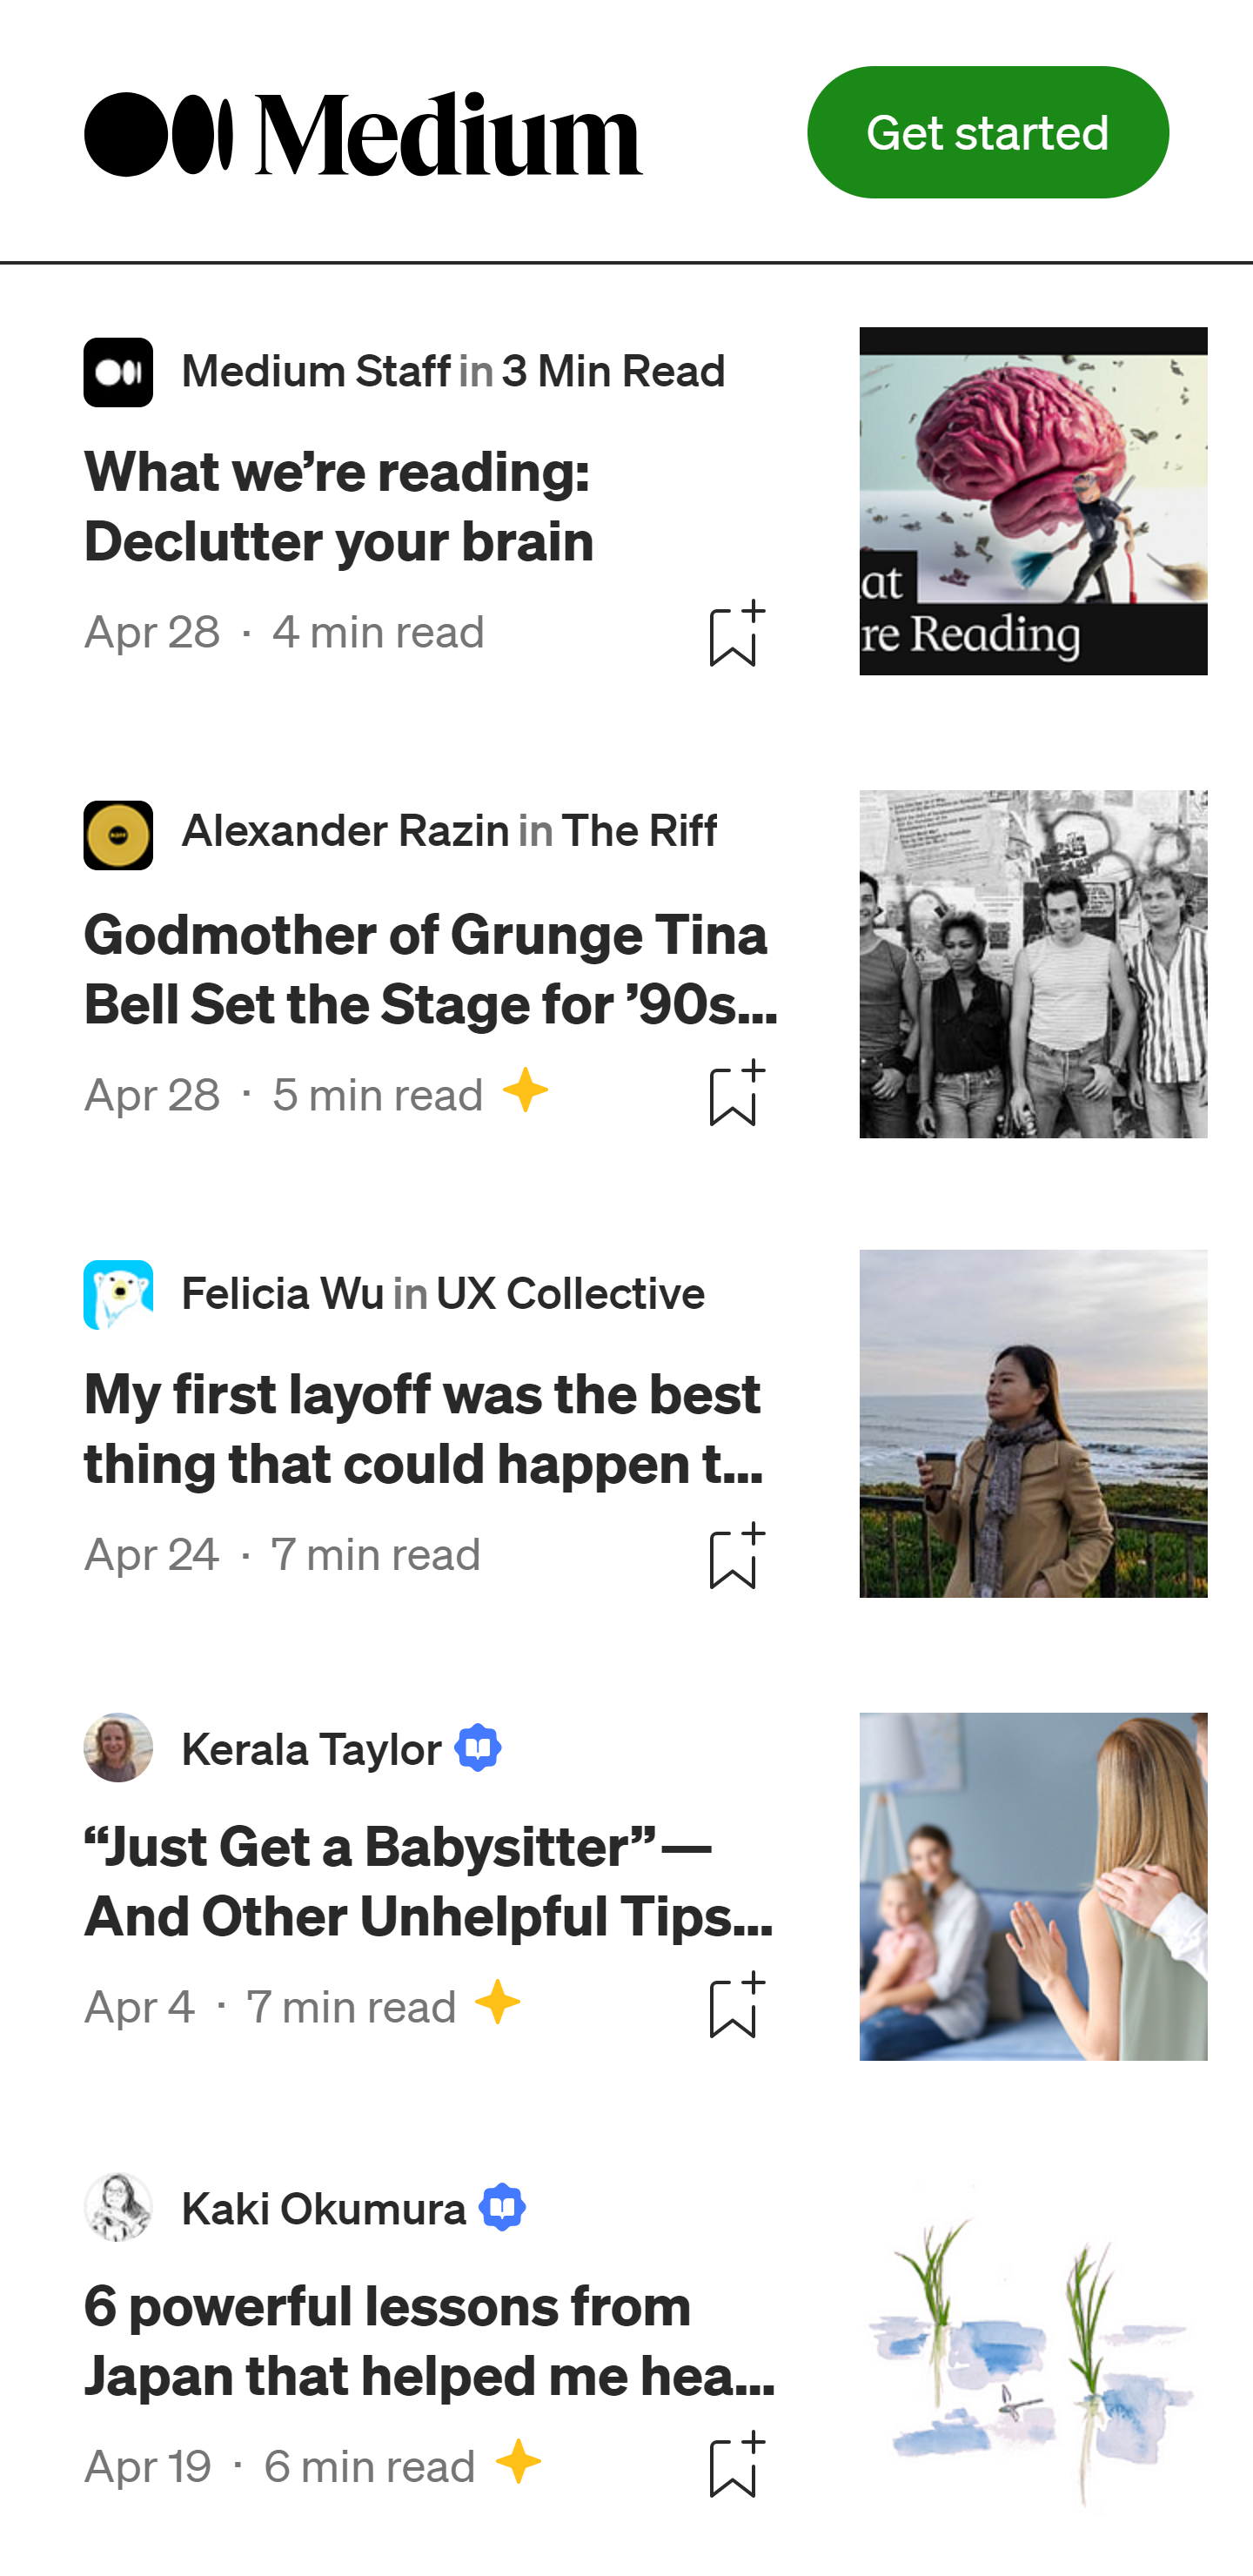 Medium
Get started
Medium Staff in 3 Min Read
What we’re reading:
Declutter your brain
Apr 28 · 4 min read
at
re Reading
Alexander Razin in The Riff
Godmother of Grunge Tina
Bell Set the Stage for ’90s...
Apr 28 · 5 min read
Felicia Wu in UX Collective
My first layoff was the best
thing that could happen t...
Apr 24 · 7 min read
Kerala Taylor
“Just Get a Babysitter” —
And Other Unhelpful Tips...
Apr 4 · 7 min read
Kaki Okumura
6 powerful lessons from
Japan that helped me hea...
Apr 19 · 6 min read